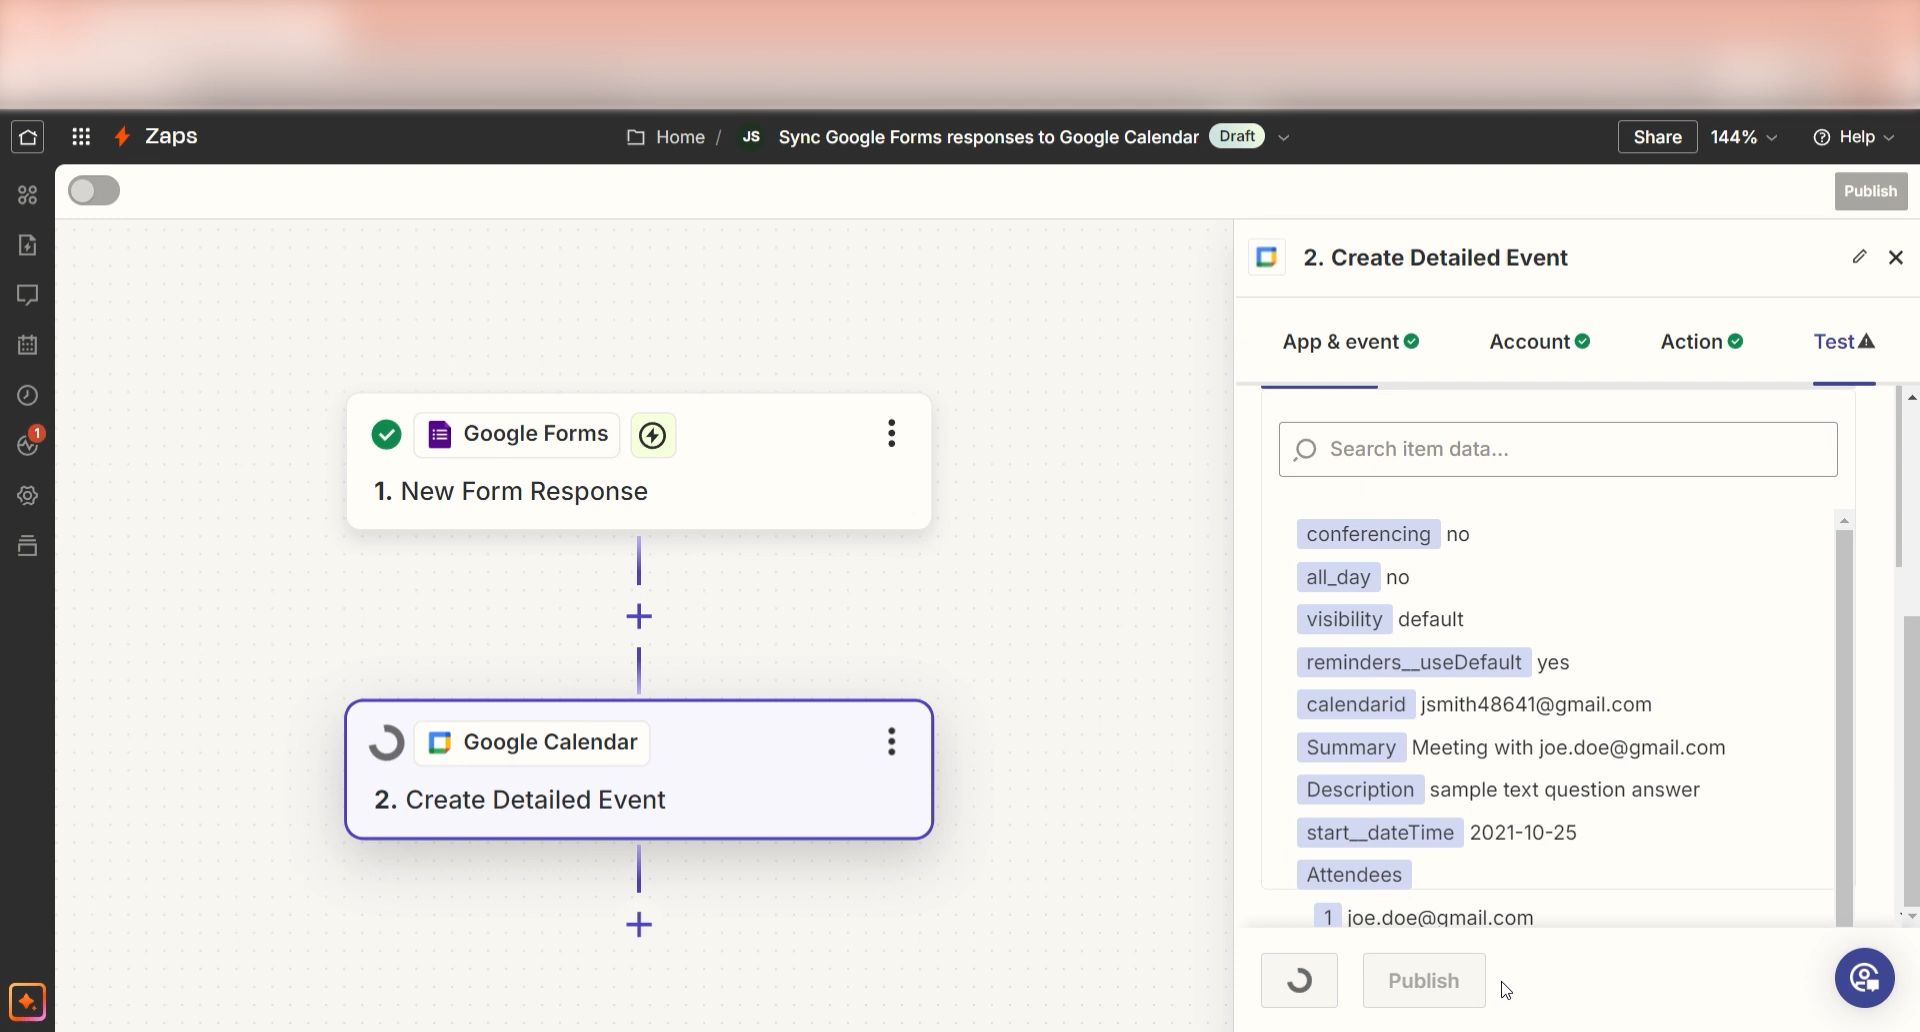 Zaps
Home / JS Sync Google Forms responses to Google Calendar Draft
Share 144% Help
Publish
2. Create Detailed Event
App & event Account Action Test
Search item data...
conferencing no
all_day no
visibility default
reminders__useDefault yes
calendarid jsmith48641@gmail.com
Summary Meeting with joe.doe@gmail.com
Description sample text question answer
start__dateTime 2021-10-25
Attendees
1 joe.doe@gmail.com
Publish
1
Google Forms
1. New Form Response
Google Calendar
2. Create Detailed Event